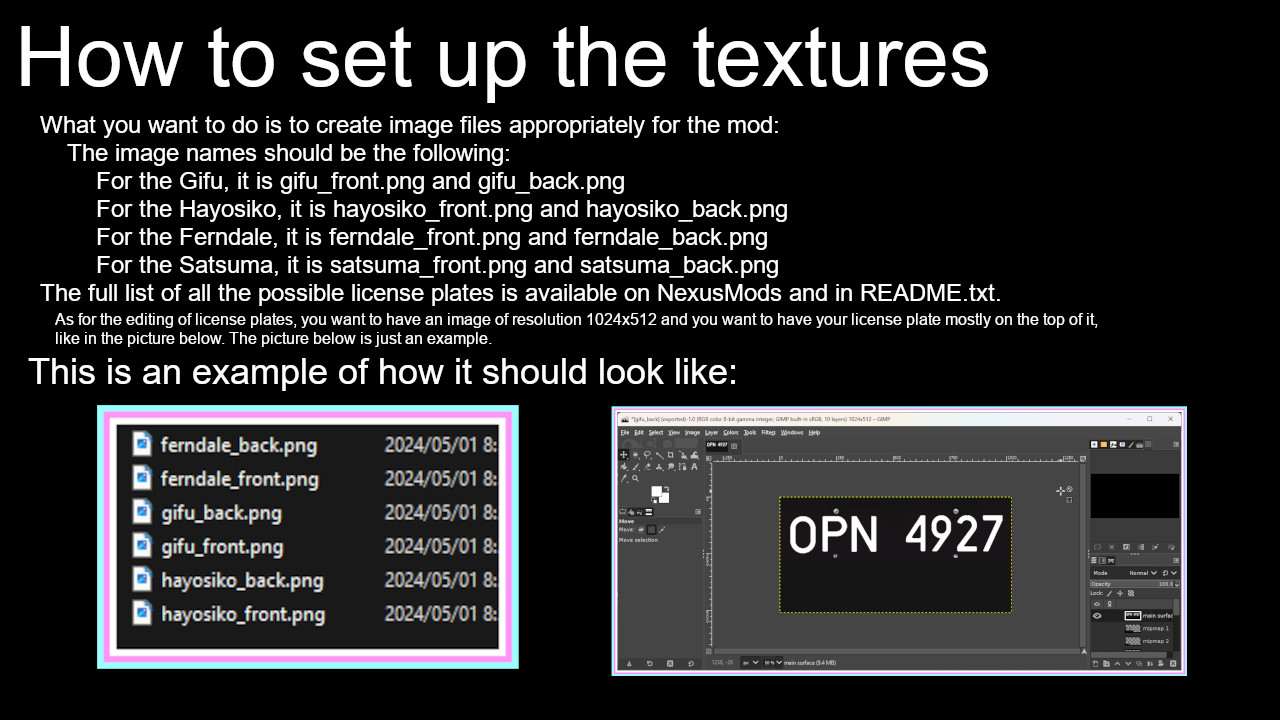 How to set up the textures
What you want to do is to create image files appropriately for the mod:
The image names should be the following:
For the Gifu, it is gifu_front.png and gifu_back.png
For the Hayosiko, it is hayosiko_front.png and hayosiko_back.png
For the Ferndale, it is ferndale_front.png and ferndale_back.png
For the Satsuma, it is satsuma_front.png and satsuma_back.png
The full list of all the possible license plates is available on NexusMods and in README.txt.
As for the editing of license plates, you want to have an image of resolution 1024x512 and you want to have your license plate mostly on the top of it,
like in the picture below. The picture below is just an example.
This is an example of how it should look like:
ferndale_back.png 2024/05/01 8:
ferndale_front.png 2024/05/01 8:
gifu_back.png 2024/05/01 8:
gifu_front.png 2024/05/01 8:
hayosiko_back.png 2024/05/01 8:
hayosiko_front.png 2024/05/01 8:
*[gifu_back] (exported)-1.0 (RGB color 8-bit gamma integer, GIMP built-in sRGB, 10 layers) 1024x512 – GIMP
File Edit Select View Image Layer Colors Tools Filters Windows Help
OPN 4927
Move
Move:
Move selection
OPN 4927
Mode Normal
Opacity 100.0
Lock:
main surfac
mipmap 1
mipmap 2
px 50 % main surface (9.4 MB)